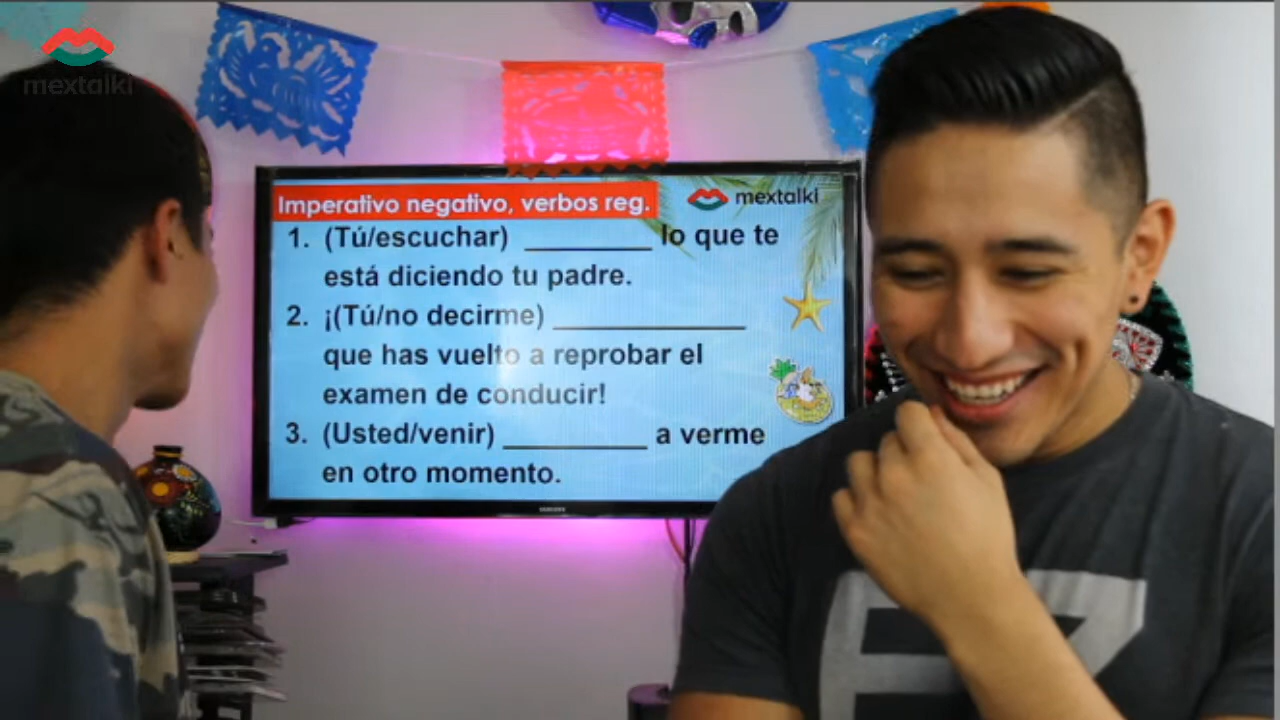 mextalki
Imperativo negativo, verbos reg.
mextalki
1. (Tú/escuchar) ________ lo que te
está diciendo tu padre.
2. ¡(Tú/no decirme) ____________
que has vuelto a reprobar el
examen de conducir!
3. (Usted/venir) _________ a verme
en otro momento.
SAMSUNG